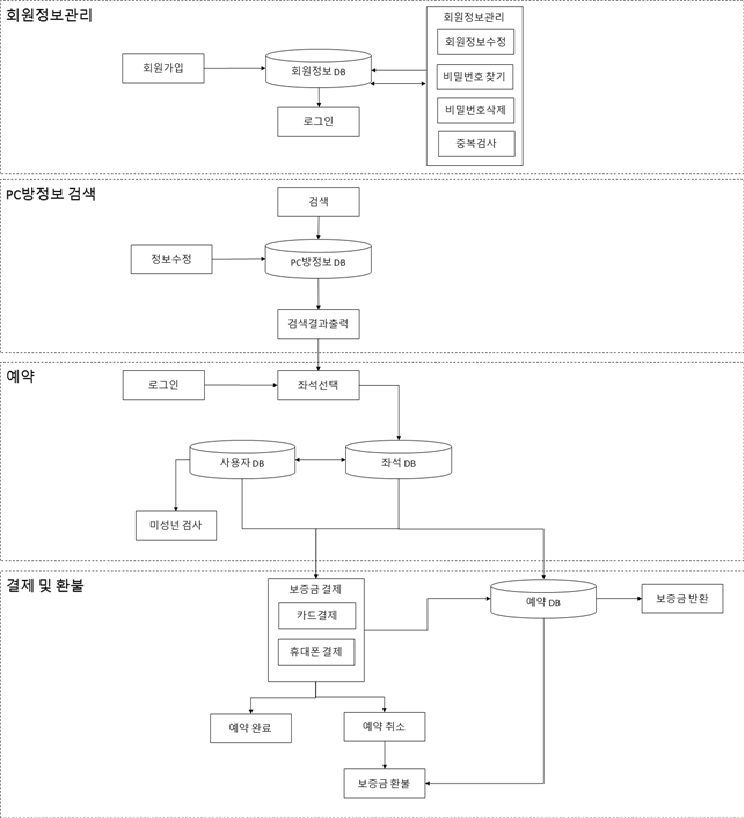 회원정보관리
회원정보관리
회원정보수정
회원가입
회원정보 DB
비밀번호 찾기
비밀번호삭제
로그인
중복검사
PC방정보 검색
검색
정보수정
PC방정보 DB
검색결과출력
예약
로그인
좌석선택
사용자 DB
좌석 DB
미성년 검사
결제 및 환불
보증금 결제
카드결제
휴대폰 결제
예약 DB
보증금 반환
예약 완료
예약 취소
보증금 환불